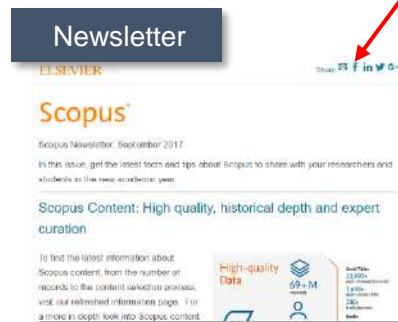 Newsletter
ELSEVIER
Share f in G+
Scopus
Scopus Newsletter, September 2017
In this issue, get the latest facts and tips about Scopus to share with your researchers and
students in the new academic year.
Scopus Content: High quality, historical depth and expert
curation
To find the latest information about
Scopus content, from the number of
records to the content selection process,
visit our refreshed information page. For
a more in depth look into Scopus content,
High-quality
Data
69+ M